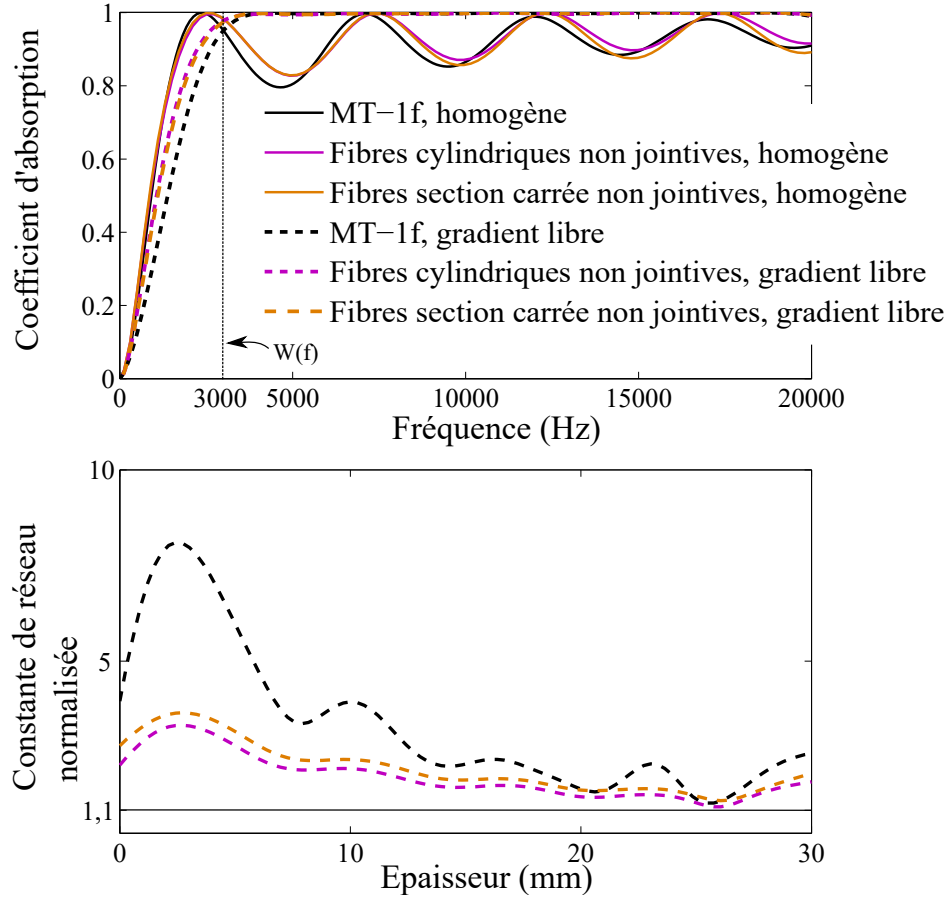 1
0.8
0.6
0.4
0.2
0
Coefficient d'absorption
MT−1f, homogène
Fibres cylindriques non jointives, homogène
Fibres section carrée non jointives, homogène
MT−1f, gradient libre
Fibres cylindriques non jointives, gradient libre
Fibres section carrée non jointives, gradient libre
W(f)
0 3000 5000 10000 15000 20000
Fréquence (Hz)
10
5
1,1
Constante de réseau
normalisée
0 10 20 30
Epaisseur (mm)